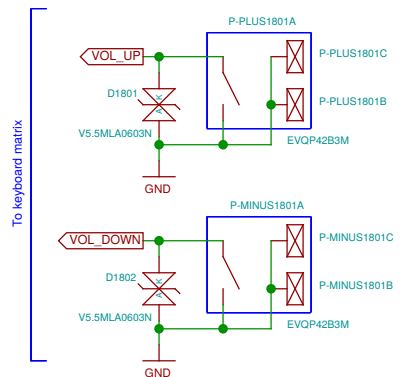 P-PLUS1801A
VOL_UP
P-PLUS1801C
D1801
A K
P-PLUS1801B
V5.5MLA0603N
EVQP42B3M
GND
To keyboard matrix
P-MINUS1801A
VOL_DOWN
P-MINUS1801C
D1802
A K
P-MINUS1801B
V5.5MLA0603N
EVQP42B3M
GND